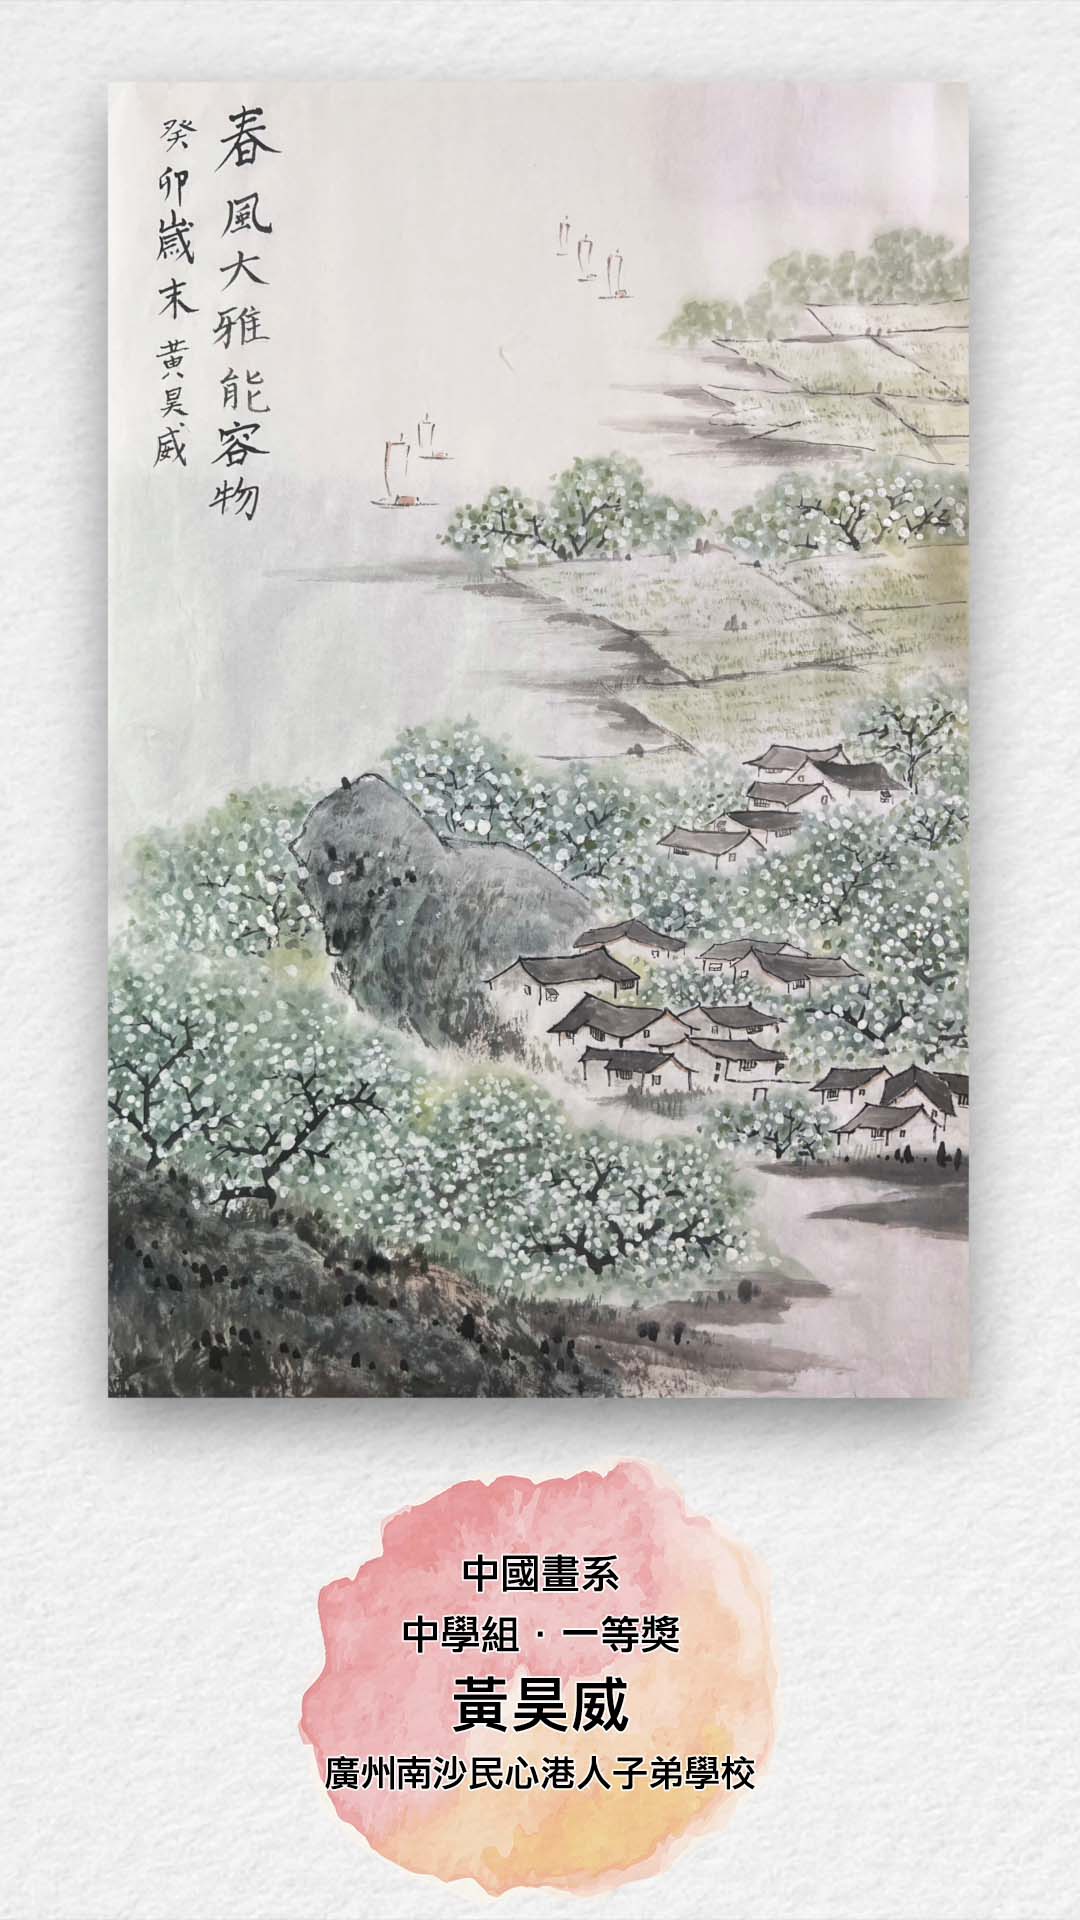 春風大雅能容物
癸卯歲末 黃昊威
中國畫系
中學組·一等獎
黃昊威
廣州南沙民心港人子弟學校